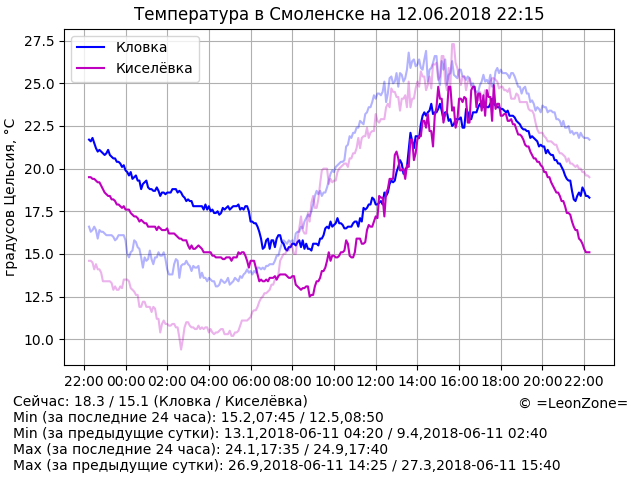 Температура в Смоленске на 12.06.2018 22:15
градусов Цельсия, °C
27.5
25.0
22.5
20.0
17.5
15.0
12.5
10.0
Кловка
Киселёвка
22:00 00:00 02:00 04:00 06:00 08:00 10:00 12:00 14:00 16:00 18:00 20:00 22:00
Сейчас: 18.3 / 15.1 (Кловка / Киселёвка)
© =LeonZone=
Min (за последние 24 часа): 15.2,07:45 / 12.5,08:50
Min (за предыдущие сутки): 13.1,2018-06-11 04:20 / 9.4,2018-06-11 02:40
Max (за последние 24 часа): 24.1,17:35 / 24.9,17:40
Max (за предыдущие сутки): 26.9,2018-06-11 14:25 / 27.3,2018-06-11 15:40